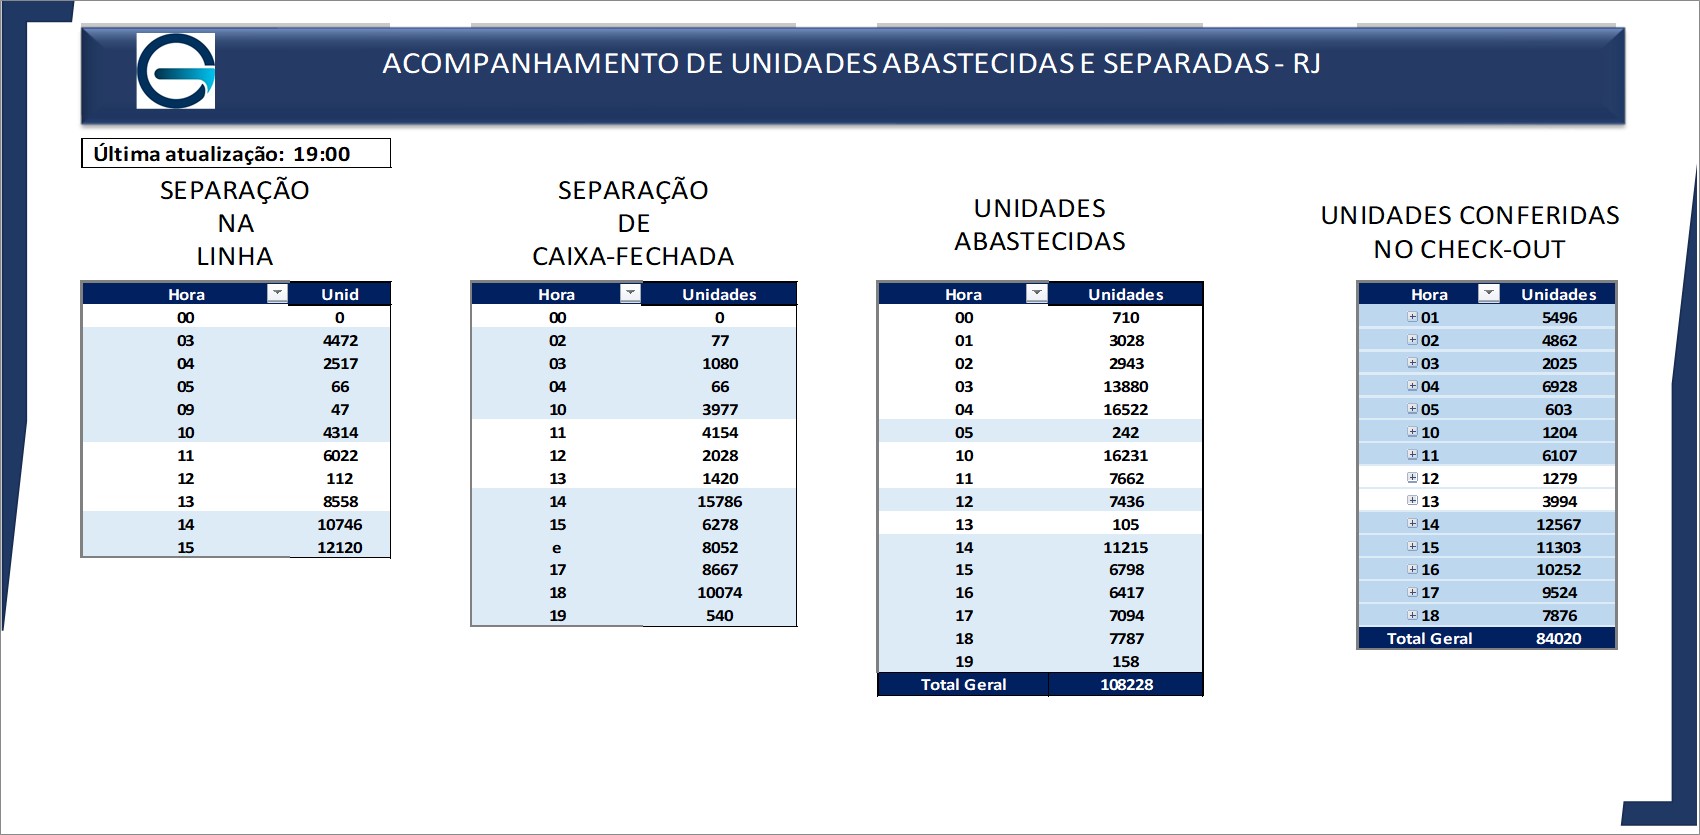 ACOMPANHAMENTO DE UNIDADES ABASTECIDAS E SEPARADAS - RJ
Última atualização: 19:00
SEPARAÇÃO
NA
LINHA
Hora Unid
00 0
03 4472
04 2517
05 66
09 47
10 4314
11 6022
12 112
13 8558
14 10746
15 12120
SEPARAÇÃO
DE
CAIXA-FECHADA
Hora Unidades
00 0
02 77
03 1080
04 66
10 3977
11 4154
12 2028
13 1420
14 15786
15 6278
e 8052
17 8667
18 10074
19 540
UNIDADES
ABASTECIDAS
Hora Unidades
00 710
01 3028
02 2943
03 13880
04 16522
05 242
10 16231
11 7662
12 7436
13 105
14 11215
15 6798
16 6417
17 7094
18 7787
19 158
Total Geral 108228
UNIDADES CONFERIDAS
NO CHECK-OUT
Hora Unidades
01 5496
02 4862
03 2025
04 6928
05 603
10 1204
11 6107
12 1279
13 3994
14 12567
15 11303
16 10252
17 9524
18 7876
Total Geral 84020